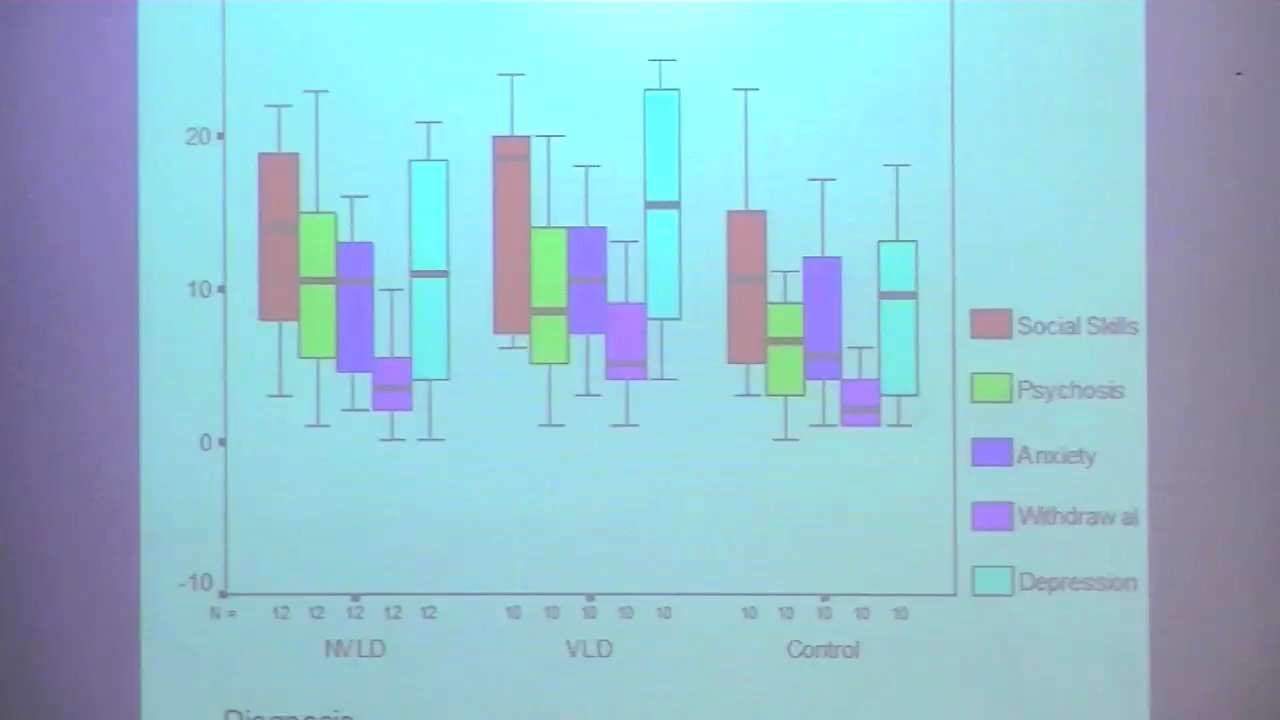 20
10
0
-10
N = 12 12 12 12 12 10 10 10 10 10 10 10 10 10 10
NVLD VLD Control
Diagnosis
Social Skills
Psychosis
Anxiety
Withdraw al
Depression